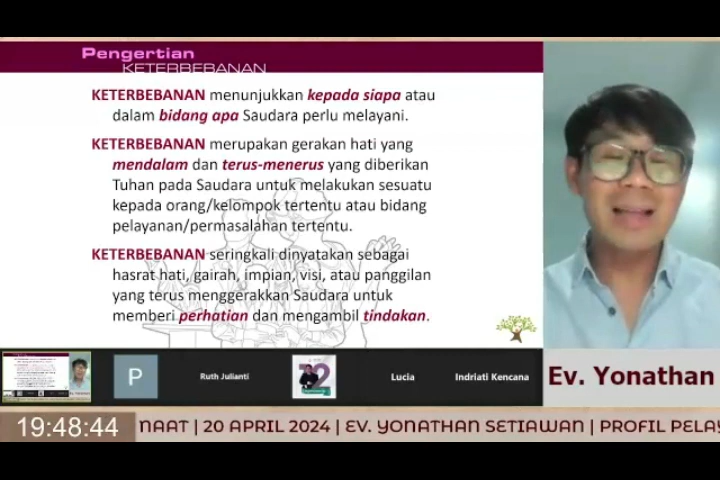 Pengertian
KETERBEBANAN
KETERBEBANAN menunjukkan kepada siapa atau
dalam bidang apa Saudara perlu melayani.
KETERBEBANAN merupakan gerakan hati yang
mendalam dan terus-menerus yang diberikan
Tuhan pada Saudara untuk melakukan sesuatu
kepada orang/kelompok tertentu atau bidang
pelayanan/permasalahan tertentu.
KETERBEBANAN seringkali dinyatakan sebagai
hasrat hati, gairah, impian, visi, atau panggilan
yang terus menggerakkan Saudara untuk
memberi perhatian dan mengambil tindakan.
P
Ruth Julianti
Lucia
Indriati Kencana
Ev. Yonathan
19:48:44
NAAT | 20 APRIL 2024 | EV. YONATHAN SETIAWAN | PROFIL PELAY